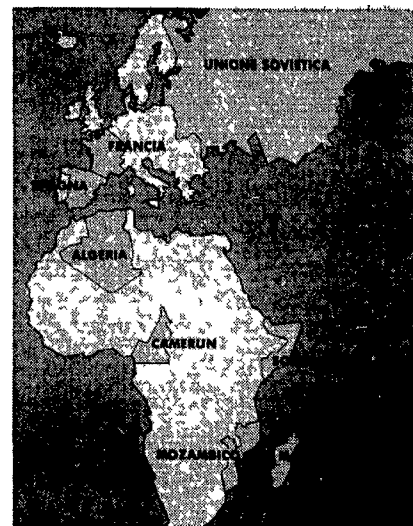 UNIONE SOVIETICA
FRANCIA
ALGERIA
CAMERUN
MOZAMBICO